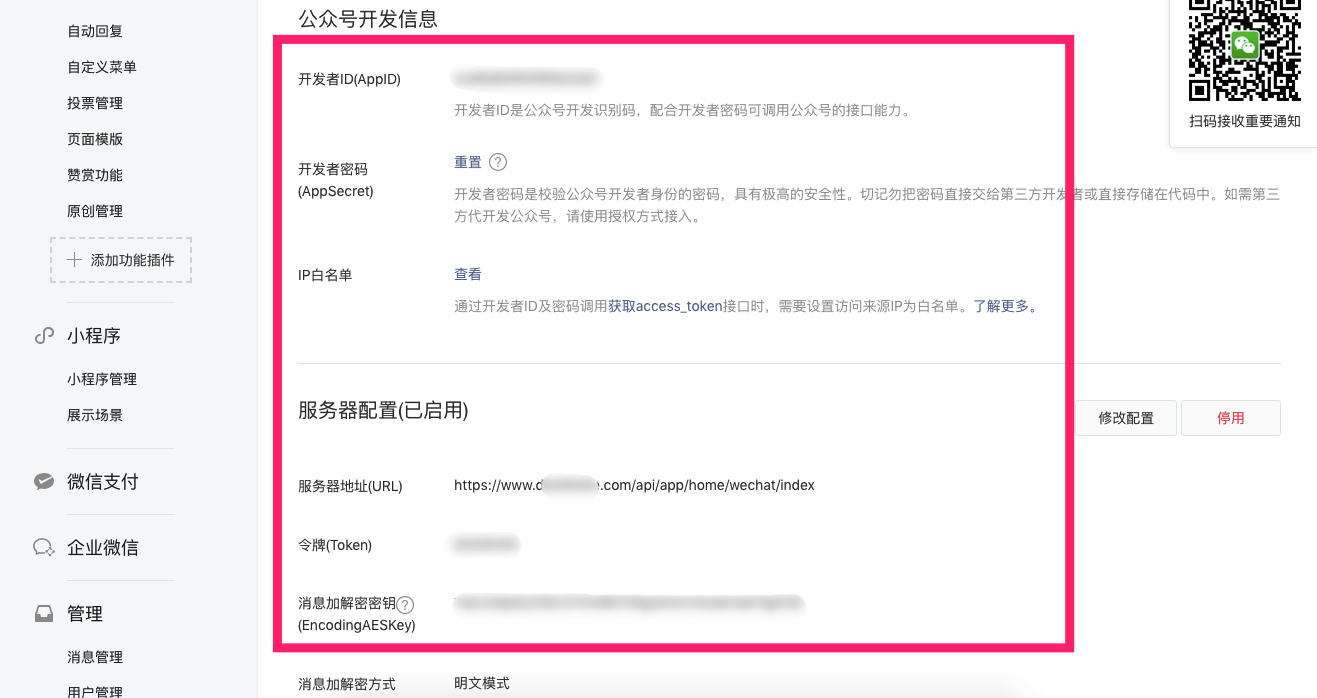 自动回复
自定义菜单
投票管理
页面模版
赞赏功能
原创管理
添加功能插件
小程序
小程序管理
展示场景
微信支付
企业微信
管理
消息管理
用户管理
公众号开发信息
开发者ID(AppID)
开发者ID是公众号开发识别码，配合开发者密码可调用公众号的接口能力。
开发者密码
(AppSecret)
重置 ?
开发者密码是校验公众号开发者身份的密码，具有极高的安全性。切记勿把密码直接交给第三方开发者或直接存储在代码中。如需第三
方代开发公众号，请使用授权方式接入。
IP白名单
查看
通过开发者ID及密码调用获取access_token接口时，需要设置访问来源IP为白名单。了解更多。
服务器配置(已启用)
修改配置
停用
服务器地址(URL)
https://www.d .com/api/app/home/wechat/index
令牌(Token)
消息加解密密钥 ?
(EncodingAESKey)
消息加解密方式
明文模式
扫码接收重要通知